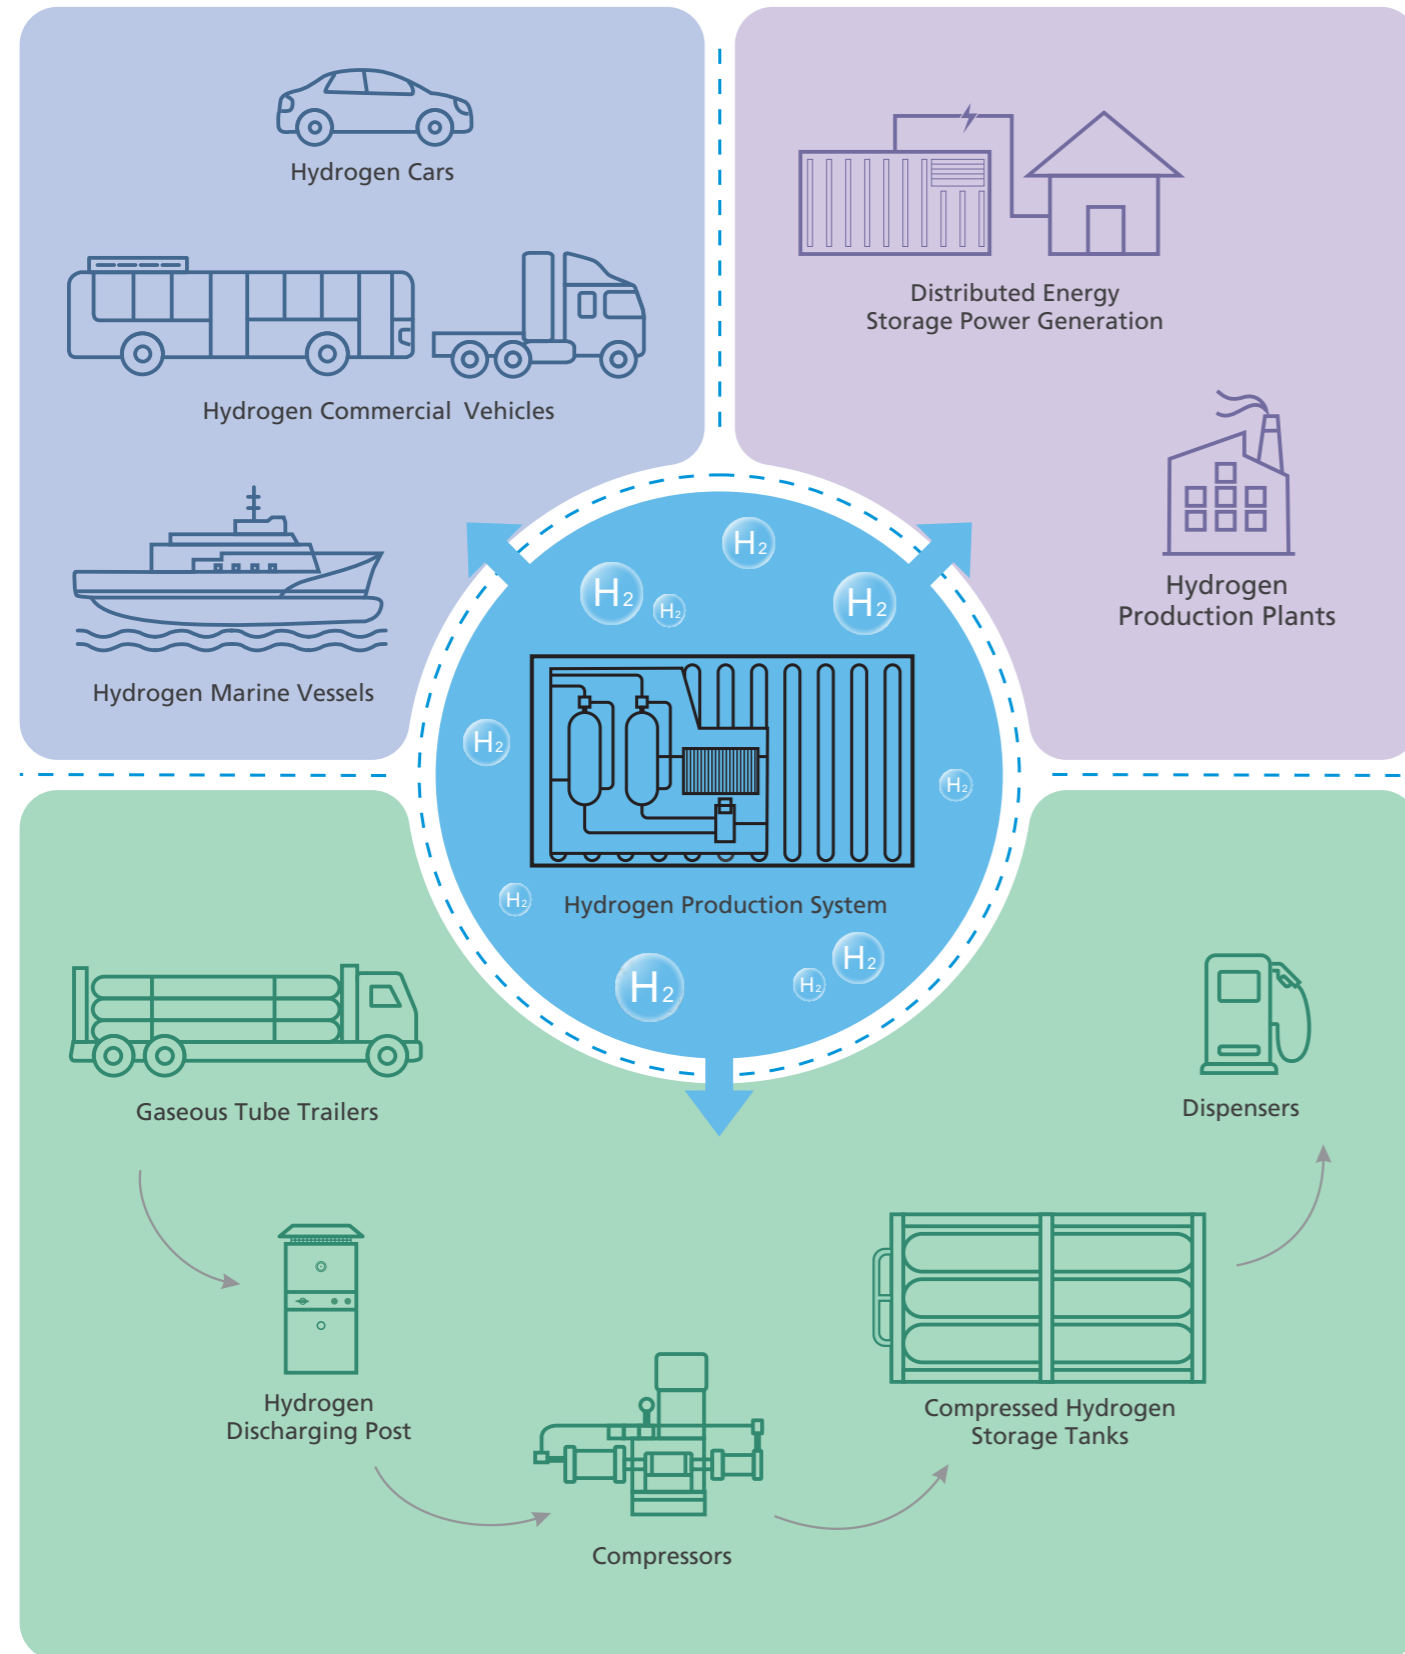 Hydrogen Cars
Hydrogen Commercial Vehicles
Hydrogen Marine Vessels
Distributed Energy
Storage Power Generation
Hydrogen
Production Plants
H₂
H₂
H₂
H₂
H₂
H₂
Hydrogen Production System
H₂
H₂
H₂
H₂
Gaseous Tube Trailers
Hydrogen
Discharging Post
Compressors
Compressed Hydrogen
Storage Tanks
Dispensers